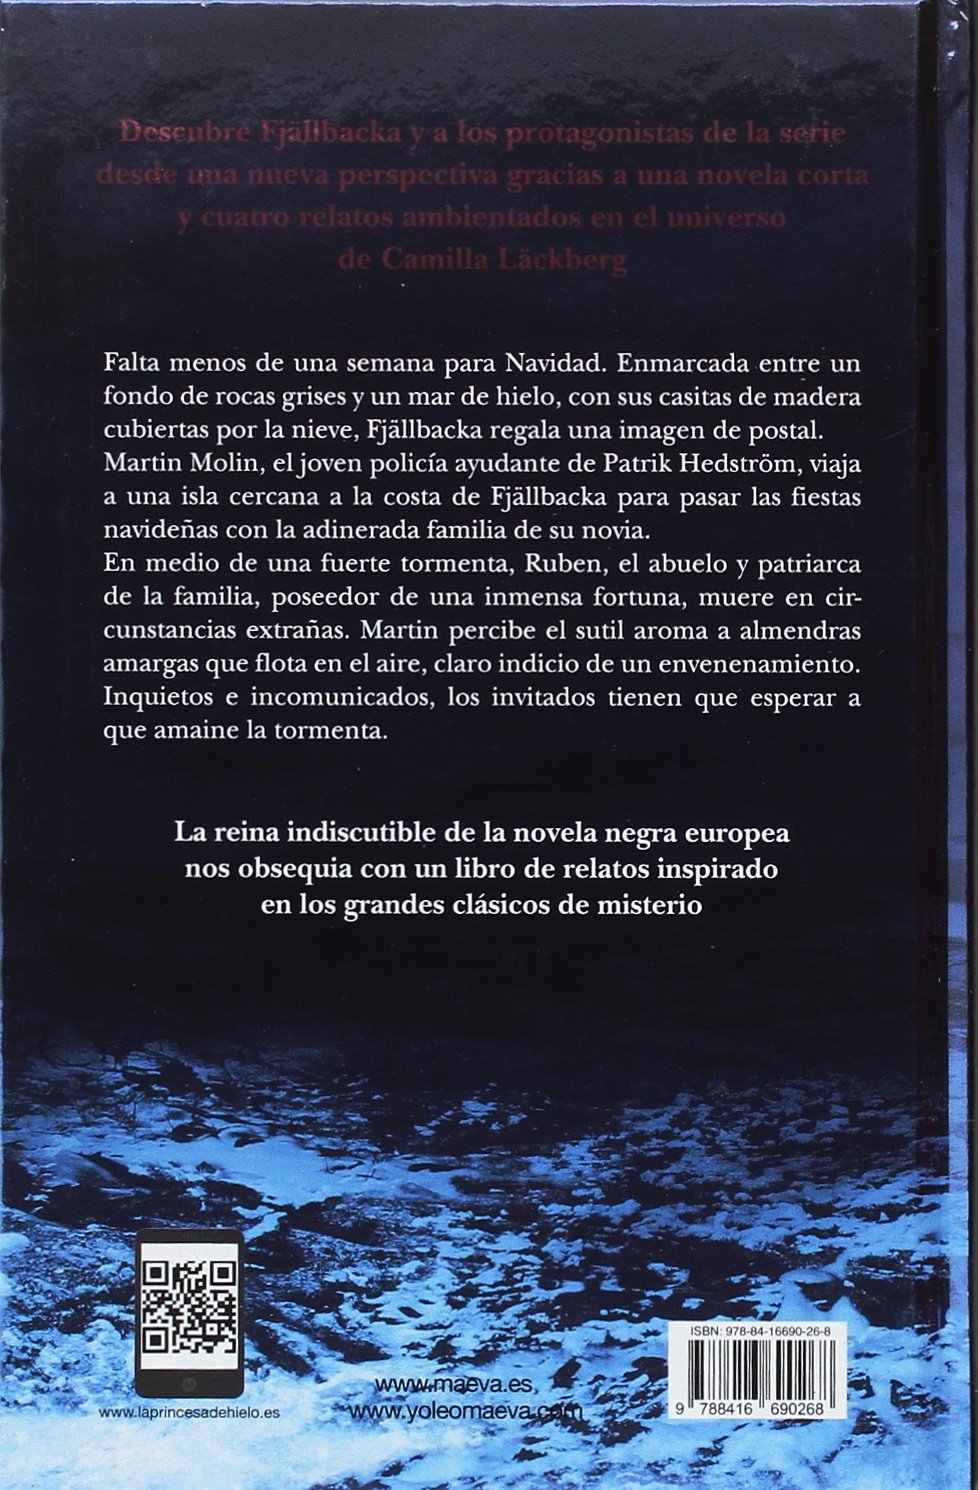 Descubre Fjällbacka y a los protagonistas de la serie
desde una nueva perspectiva gracias a una novela corta
y cuatro relatos ambientados en el universo
de Camilla Läckberg
Falta menos de una semana para Navidad. Enmarcada entre un
fondo de rocas grises y un mar de hielo, con sus casitas de madera
cubiertas por la nieve, Fjällbacka regala una imagen de postal.
Martin Molin, el joven policía ayudante de Patrik Hedström, viaja
a una isla cercana a la costa de Fjällbacka para pasar las fiestas
navideñas con la adinerada familia de su novia.
En medio de una fuerte tormenta, Ruben, el abuelo y patriarca
de la familia, poseedor de una inmensa fortuna, muere en cir-
cunstancias extrañas. Martin percibe el sutil aroma a almendras
amargas que flota en el aire, claro indicio de un envenenamiento.
Inquietos e incomunicados, los invitados tienen que esperar a
que amaine la tormenta.
La reina indiscutible de la novela negra europea
nos obsequia con un libro de relatos inspirado
en los grandes clásicos de misterio
www.laprincesadehielo.es
www.maeva.es
www.yoleomaeva.com
ISBN: 978-84-16690-26-8
9 788416 690268